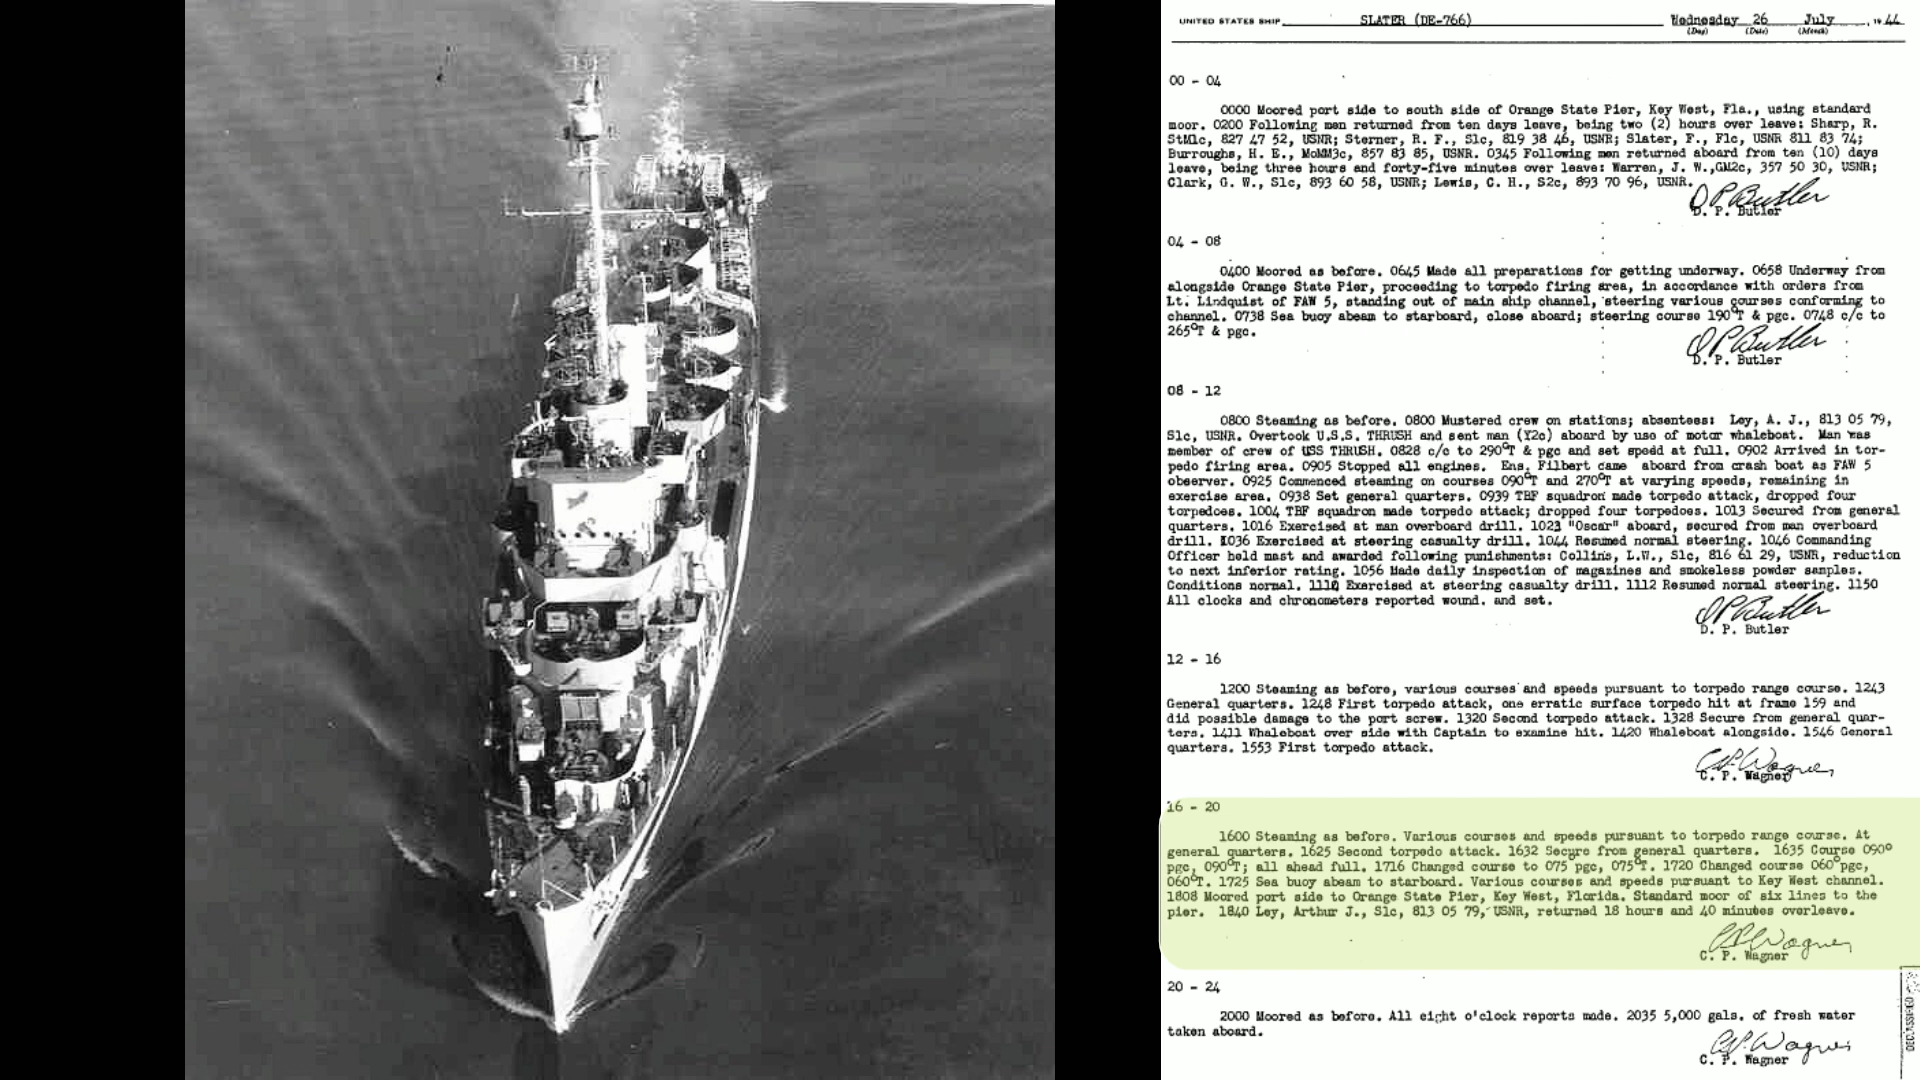 UNITED STATES SHIP SLATER (DE-766) Wednesday 26 July, 1944
(Day) (Date) (Month)
00 - 04
0000 Moored port side to south side of Orange State Pier, Key West, Fla., using standard
moor. 0200 Following men returned from ten days leave, being two (2) hours over leave: Sharp, R.
StM1c, 827 47 52, USNR; Sterner, R. F., S1c, 819 38 46, USNR; Slater, F., F1c, USNR 811 83 74;
Burroughs, H. E., MoMM3c, 857 83 85, USNR. 0345 Following men returned aboard from ten (10) days
leave, being three hours and forty-five minutes over leave: Warren, J. W.,GM2c, 357 50 30, USNR;
Clark, G. W., S1c, 893 60 58, USNR; Lewis, C. H., S2c, 893 70 96, USNR.
D P Butler
D. P. Butler
04 - 08
0400 Moored as before. 0645 Made all preparations for getting underway. 0658 Underway from
alongside Orange State Pier, proceeding to torpedo firing area, in accordance with orders from
Lt. Lindquist of FAW 5, standing out of main ship channel, steering various courses conforming to
channel. 0738 Sea buoy abeam to starboard, close aboard; steering course 190°T & pgc. 0748 c/c to
265°T & pgc.
D P Butler
D. P. Butler
08 - 12
0800 Steaming as before. 0800 Mustered crew on stations; absentees: Ley, A. J., 813 05 79,
S1c, USNR. Overtook U.S.S. THRUSH and sent man (Y2c) aboard by use of motor whaleboat. Man was
member of crew of USS THRUSH. 0828 c/c to 290°T & pgc and set speed at full. 0902 Arrived in tor-
pedo firing area. 0905 Stopped all engines. Ens. Filbert came aboard from crash boat as FAW 5
observer. 0925 Commenced steaming on courses 090°T and 270°T at varying speeds, remaining in
exercise area. 0938 Set general quarters. 0939 TBF squadron made torpedo attack, dropped four
torpedoes. 1004 TBF squadron made torpedo attack; dropped four torpedoes. 1013 Secured from general
quarters. 1016 Exercised at man overboard drill. 1023 "Oscar" aboard, secured from man overboard
drill. 1036 Exercised at steering casualty drill. 1044 Resumed normal steering. 1046 Commanding
Officer held mast and awarded following punishments: Collins, L.W., S1c, 816 61 29, USNR, reduction
to next inferior rating. 1056 Made daily inspection of magazines and smokeless powder samples.
Conditions normal. 1110 Exercised at steering casualty drill. 1112 Resumed normal steering. 1150
All clocks and chronometers reported wound. and set.
D P Butler
D. P. Butler
12 - 16
1200 Steaming as before, various courses and speeds pursuant to torpedo range course. 1243
General quarters. 1248 First torpedo attack, one erratic surface torpedo hit at frame 159 and
did possible damage to the port screw. 1320 Second torpedo attack. 1328 Secure from general quar-
ters. 1411 Whaleboat over side with Captain to examine hit. 1420 Whaleboat alongside. 1546 General
quarters. 1553 First torpedo attack.
C P Wagner
C. P. Wagner
16 - 20
1600 Steaming as before. Various courses and speeds pursuant to torpedo range course. At
general quarters. 1625 Second torpedo attack. 1632 Secure from general quarters. 1635 Course 090°
pgc, 090°T; all ahead full. 1716 Changed course to 075 pgc, 075°T. 1720 Changed course 060°pgc,
060°T. 1725 Sea buoy abeam to starboard. Various courses and speeds pursuant to Key West channel.
1808 Moored port side to Orange State Pier, Key West, Florida. Standard moor of six lines to the
pier. 1840 Ley, Arthur J., S1c, 813 05 79, USNR, returned 18 hours and 40 minutes overleave.
C P Wagner
C. P. Wagner
20 - 24
2000 Moored as before. All eight o'clock reports made. 2035 5,000 gals. of fresh water
taken aboard.
C P Wagner
C. P. Wagner
DECLASSIFIED